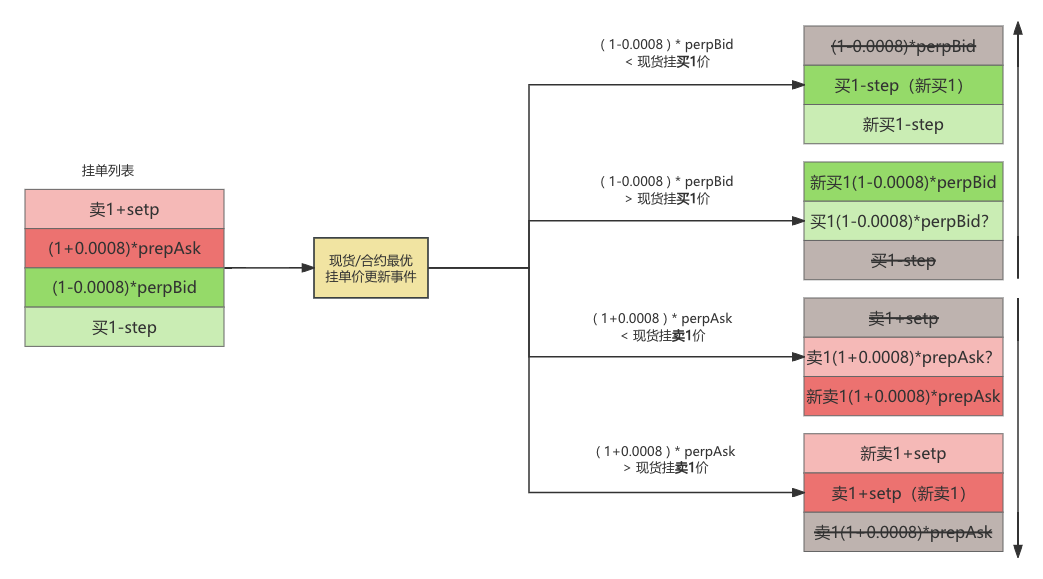 挂单列表
卖1+setp
(1+0.0008)*prepAsk
(1-0.0008)*perpBid
买1-step
现货/合约最优
挂单价更新事件
( 1-0.0008 ) * perpBid
< 现货挂买1价
( 1-0.0008 ) * perpBid
> 现货挂买1价
( 1+0.0008 ) * perpAsk
< 现货挂卖1价
( 1+0.0008 ) * perpAsk
> 现货挂卖1价
(1-0.0008)*perpBid
买1-step（新买1）
新买1-step
新买1(1-0.0008)*perpBid
买1(1-0.0008)*perpBid?
买1-step
卖1+setp
卖1(1+0.0008)*prepAsk?
新卖1(1+0.0008)*prepAsk
新卖1+setp
卖1+setp（新卖1）
卖1(1+0.0008)*prepAsk